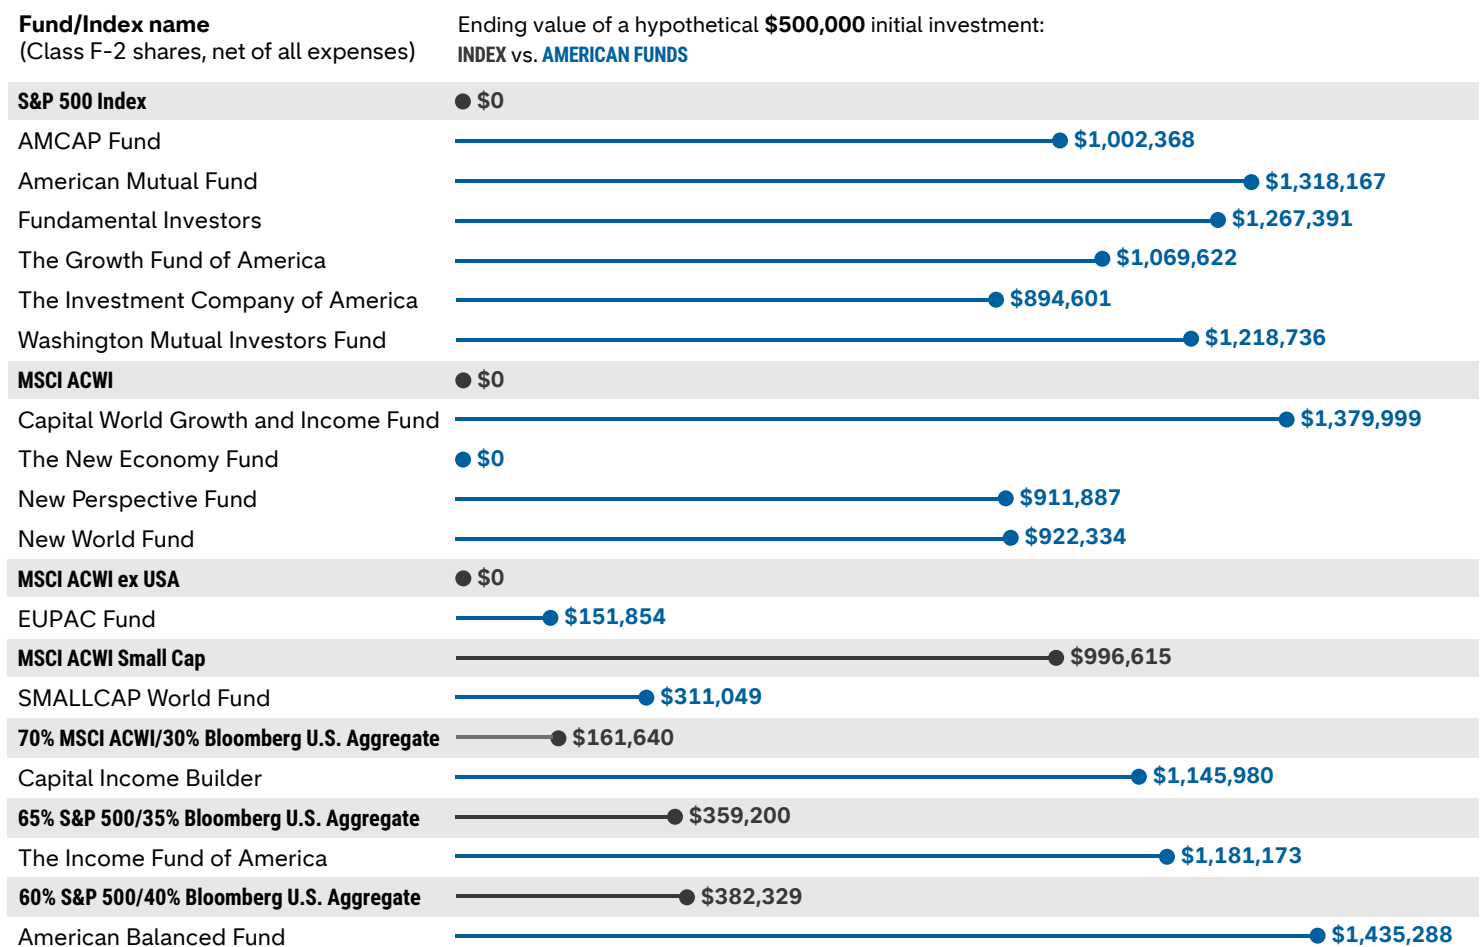 Fund/Index name
(Class F-2 shares, net of all expenses)
Ending value of a hypothetical $500,000 initial investment:
INDEX vs. AMERICAN FUNDS
S&P 500 Index $0
AMCAP Fund $1,002,368
American Mutual Fund $1,318,167
Fundamental Investors $1,267,391
The Growth Fund of America $1,069,622
The Investment Company of America $894,601
Washington Mutual Investors Fund $1,218,736
MSCI ACWI $0
Capital World Growth and Income Fund $1,379,999
The New Economy Fund $0
New Perspective Fund $911,887
New World Fund $922,334
MSCI ACWI ex USA $0
EUPAC Fund $151,854
MSCI ACWI Small Cap $996,615
SMALLCAP World Fund $311,049
70% MSCI ACWI/30% Bloomberg U.S. Aggregate $161,640
Capital Income Builder $1,145,980
65% S&P 500/35% Bloomberg U.S. Aggregate $359,200
The Income Fund of America $1,181,173
60% S&P 500/40% Bloomberg U.S. Aggregate $382,329
American Balanced Fund $1,435,288